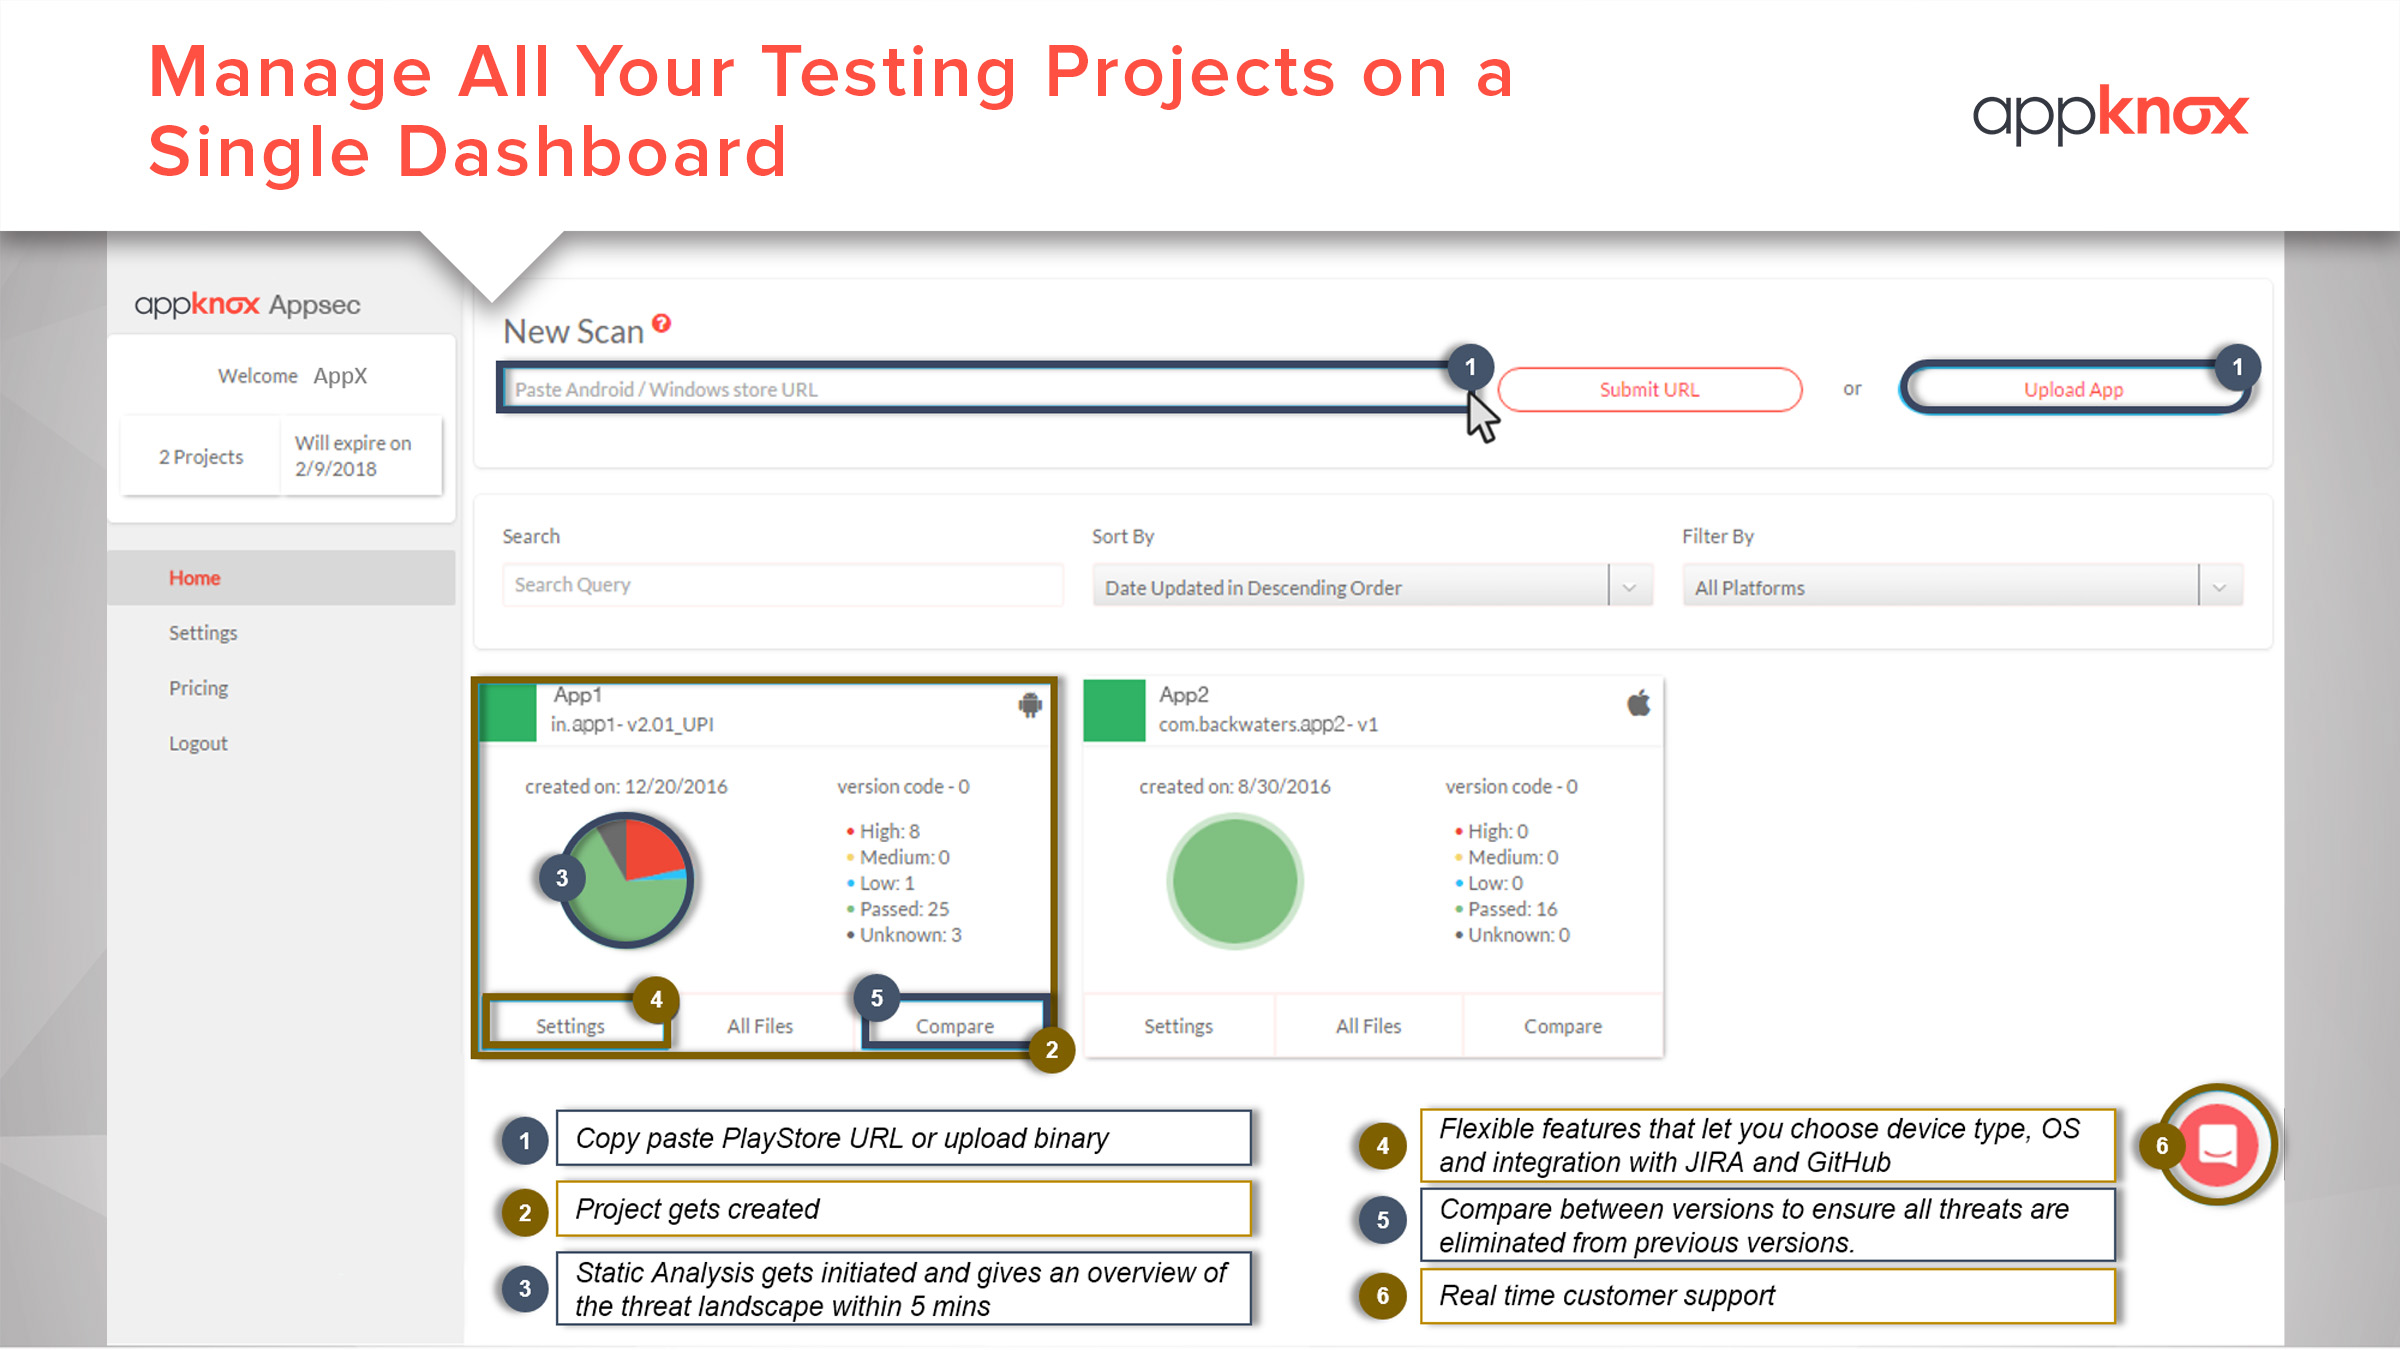 Manage All Your Testing Projects on a
Single Dashboard
appknox
appknox Appsec
Welcome AppX
2 Projects
Will expire on
2/9/2018
Home
Settings
Pricing
Logout
New Scan ?
Paste Android / Windows store URL
1
Submit URL
or
Upload App
1
Search
Search Query
Sort By
Date Updated in Descending Order
Filter By
All Platforms
App1
in.app1- v2.01_UPI
created on: 12/20/2016
version code - 0
High: 8
Medium: 0
Low: 1
Passed: 25
Unknown: 3
3
4
5
Settings
All Files
Compare
2
App2
com.backwaters.app2- v1
created on: 8/30/2016
version code - 0
High: 0
Medium: 0
Low: 0
Passed: 16
Unknown: 0
Settings
All Files
Compare
1
Copy paste PlayStore URL or upload binary
2
Project gets created
3
Static Analysis gets initiated and gives an overview of
the threat landscape within 5 mins
4
Flexible features that let you choose device type, OS
and integration with JIRA and GitHub
5
Compare between versions to ensure all threats are
eliminated from previous versions.
6
Real time customer support
6